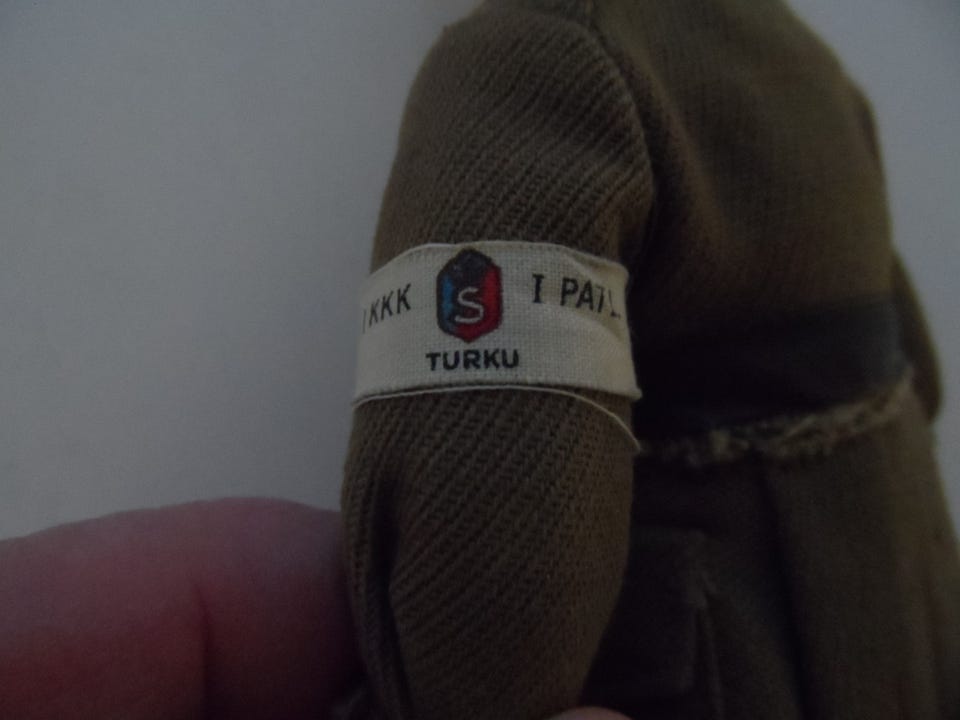 I KKK S I PAT L.
TURKU